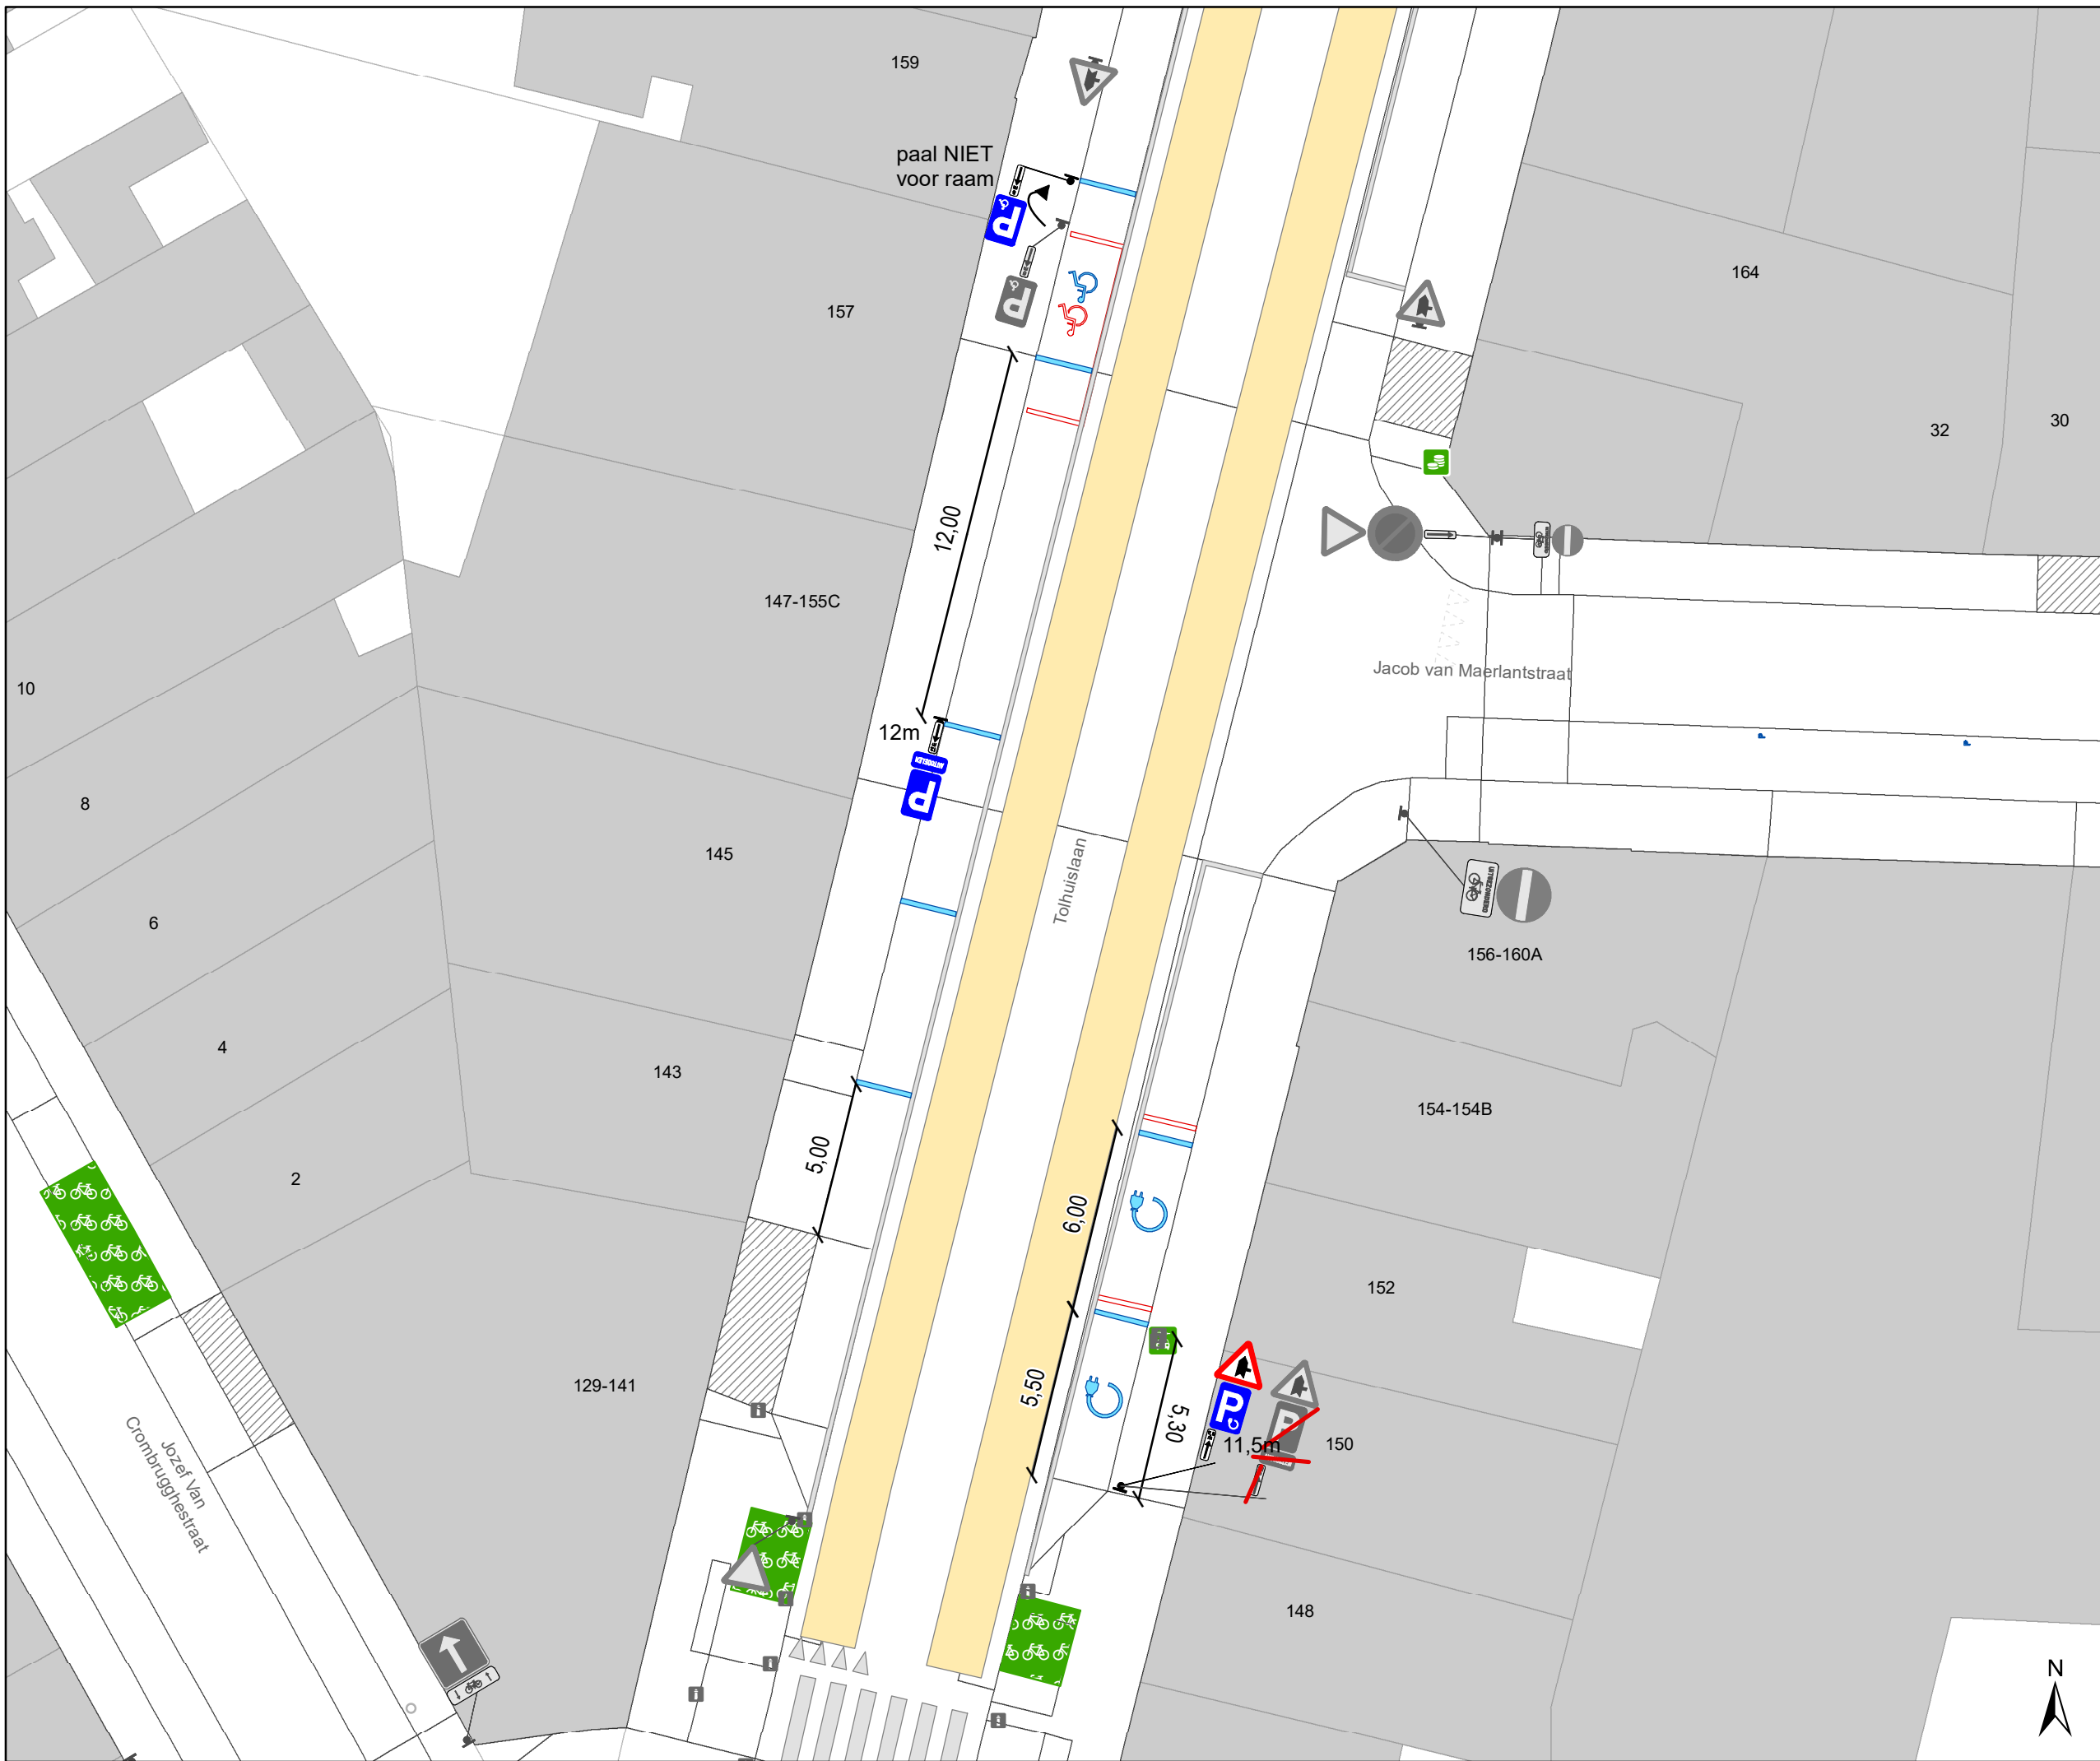 159
paal NIET
voor raam
P
P
157
164
32
30
12,00
147-155C
Jacob van Maerlantstraat
10
12m
AUTODELEN
P
8
145
Tolhuislaan
UITGEZONDERD
156-160A
6
4
143
154-154B
5,00
2
6,00
152
129-141
5,50
5,30
P
P
11,5m
150
Jozef Van
Crombrugghestraat
148
N